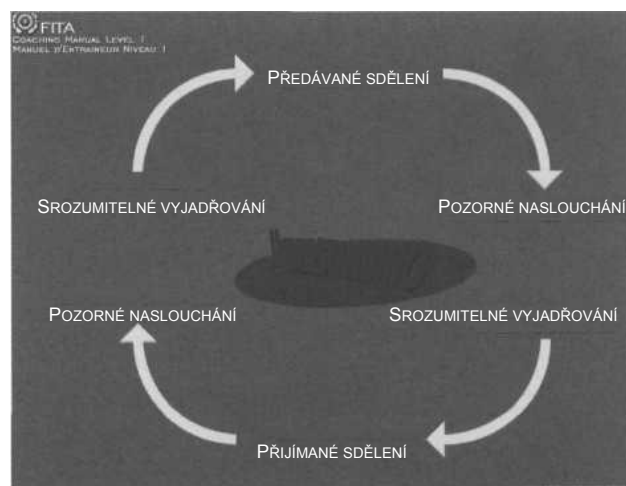 FITA
COACHING MANUAL LEVEL 1
MANUEL D'ENTRAINEUR NIVEAU 1
PŘEDÁVANÉ SDĚLENÍ
SROZUMITELNÉ VYJADŘOVÁNÍ
POZORNÉ NASLOUCHÁNÍ
POZORNÉ NASLOUCHÁNÍ
SROZUMITELNÉ VYJADŘOVÁNÍ
PŘIJÍMANÉ SDĚLENÍ